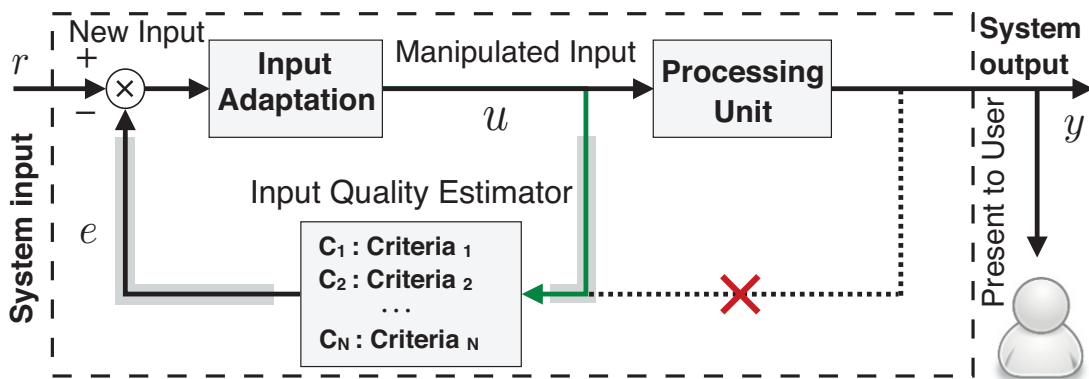 New Input
r
+
−
Input
Adaptation
Manipulated Input
u
Processing
Unit
System
output
y
System input
e
Input Quality Estimator
C1 : Criteria 1
C2 : Criteria 2
...
CN : Criteria N
Present to User